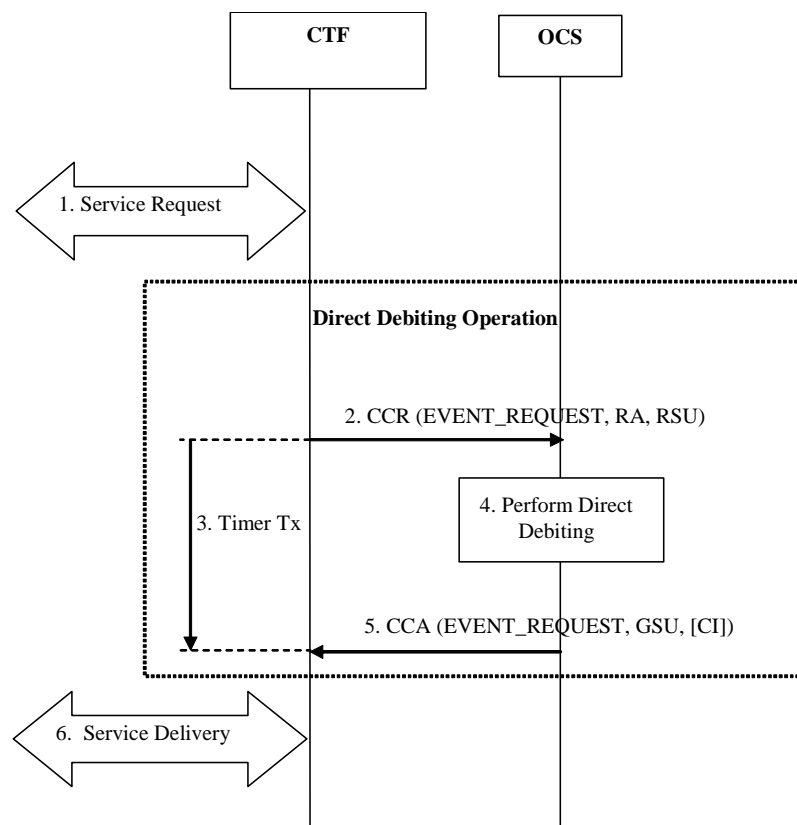 CTF
OCS
1. Service Request
Direct Debiting Operation
2. CCR (EVENT_REQUEST, RA, RSU)
3. Timer Tx
4. Perform Direct
Debiting
5. CCA (EVENT_REQUEST, GSU, [CI])
6. Service Delivery